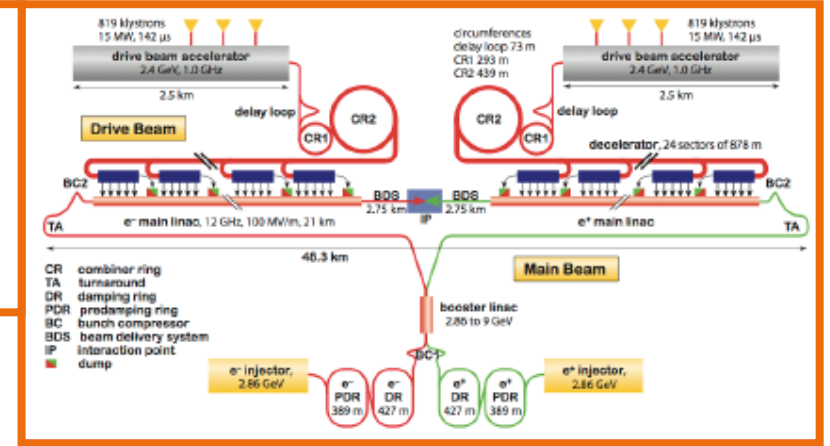 819 klystrons
15 MW, 142 µs
drive beam accelerator
2.4 GeV, 1.0 GHz
2.5 km
delay loop
Drive Beam
CR1
CR2
circumferences
delay loop 73 m
CR1 293 m
CR2 439 m
819 klystrons
15 MW, 142 µs
drive beam accelerator
2.4 GeV, 1.0 GHz
2.5 km
delay loop
CR2
CR1
decelerator, 24 sectors of 878 m
BC2
BDS
2.75 km
IP
BDS
2.75 km
BC2
TA
e⁻ main linac, 12 GHz, 100 MV/m, 21 km
e⁺ main linac
TA
48.3 km
Main Beam
CR combiner ring
TA turnaround
DR damping ring
PDR predamping ring
BC bunch compressor
BDS beam delivery system
IP interaction point
dump
booster linac
2.86 to 9 GeV
BC1
e⁻ injector,
2.86 GeV
e⁻
PDR
389 m
e⁻
DR
427 m
e⁺
DR
427 m
e⁺
PDR
389 m
e⁺ injector,
2.86 GeV